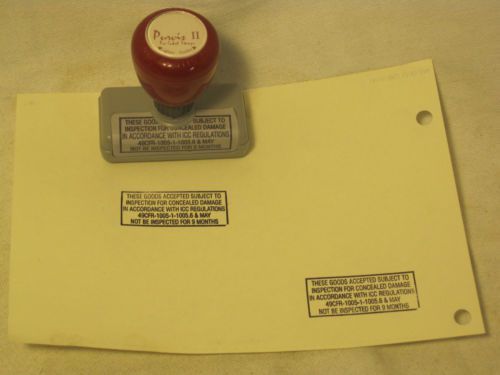 Purvis II
THESE GOODS ACCEPTED SUBJECT TO
INSPECTION FOR CONCEALED DAMAGE
IN ACCORDANCE WITH ICC REGULATIONS
49CFR-1005-1-1005.6 & MAY
NOT BE INSPECTED FOR 9 MONTHS
THESE GOODS ACCEPTED SUBJECT TO
INSPECTION FOR CONCEALED DAMAGE
IN ACCORDANCE WITH ICC REGULATIONS
49CFR-1005-1-1005.6 & MAY
NOT BE INSPECTED FOR 9 MONTHS
THESE GOODS ACCEPTED SUBJECT TO
INSPECTION FOR CONCEALED DAMAGE
IN ACCORDANCE WITH ICC REGULATIONS
49CFR-1005-1-1005.6 & MAY
NOT BE INSPECTED FOR 9 MONTHS